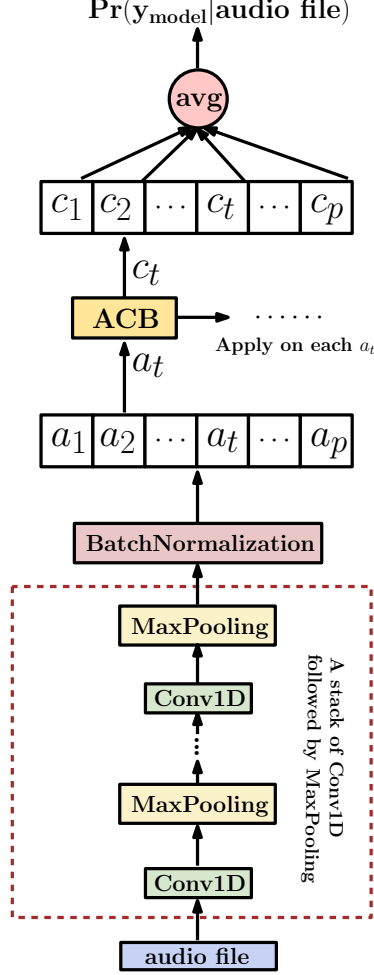 Pr(y_model|audio file)
avg
c_1 c_2 ... c_t ... c_p
c_t
ACB ......
Apply on each a_t
a_t
a_1 a_2 ... a_t ... a_p
BatchNormalization
MaxPooling
Conv1D
MaxPooling
Conv1D
A stack of Conv1D
followed by MaxPooling
audio file